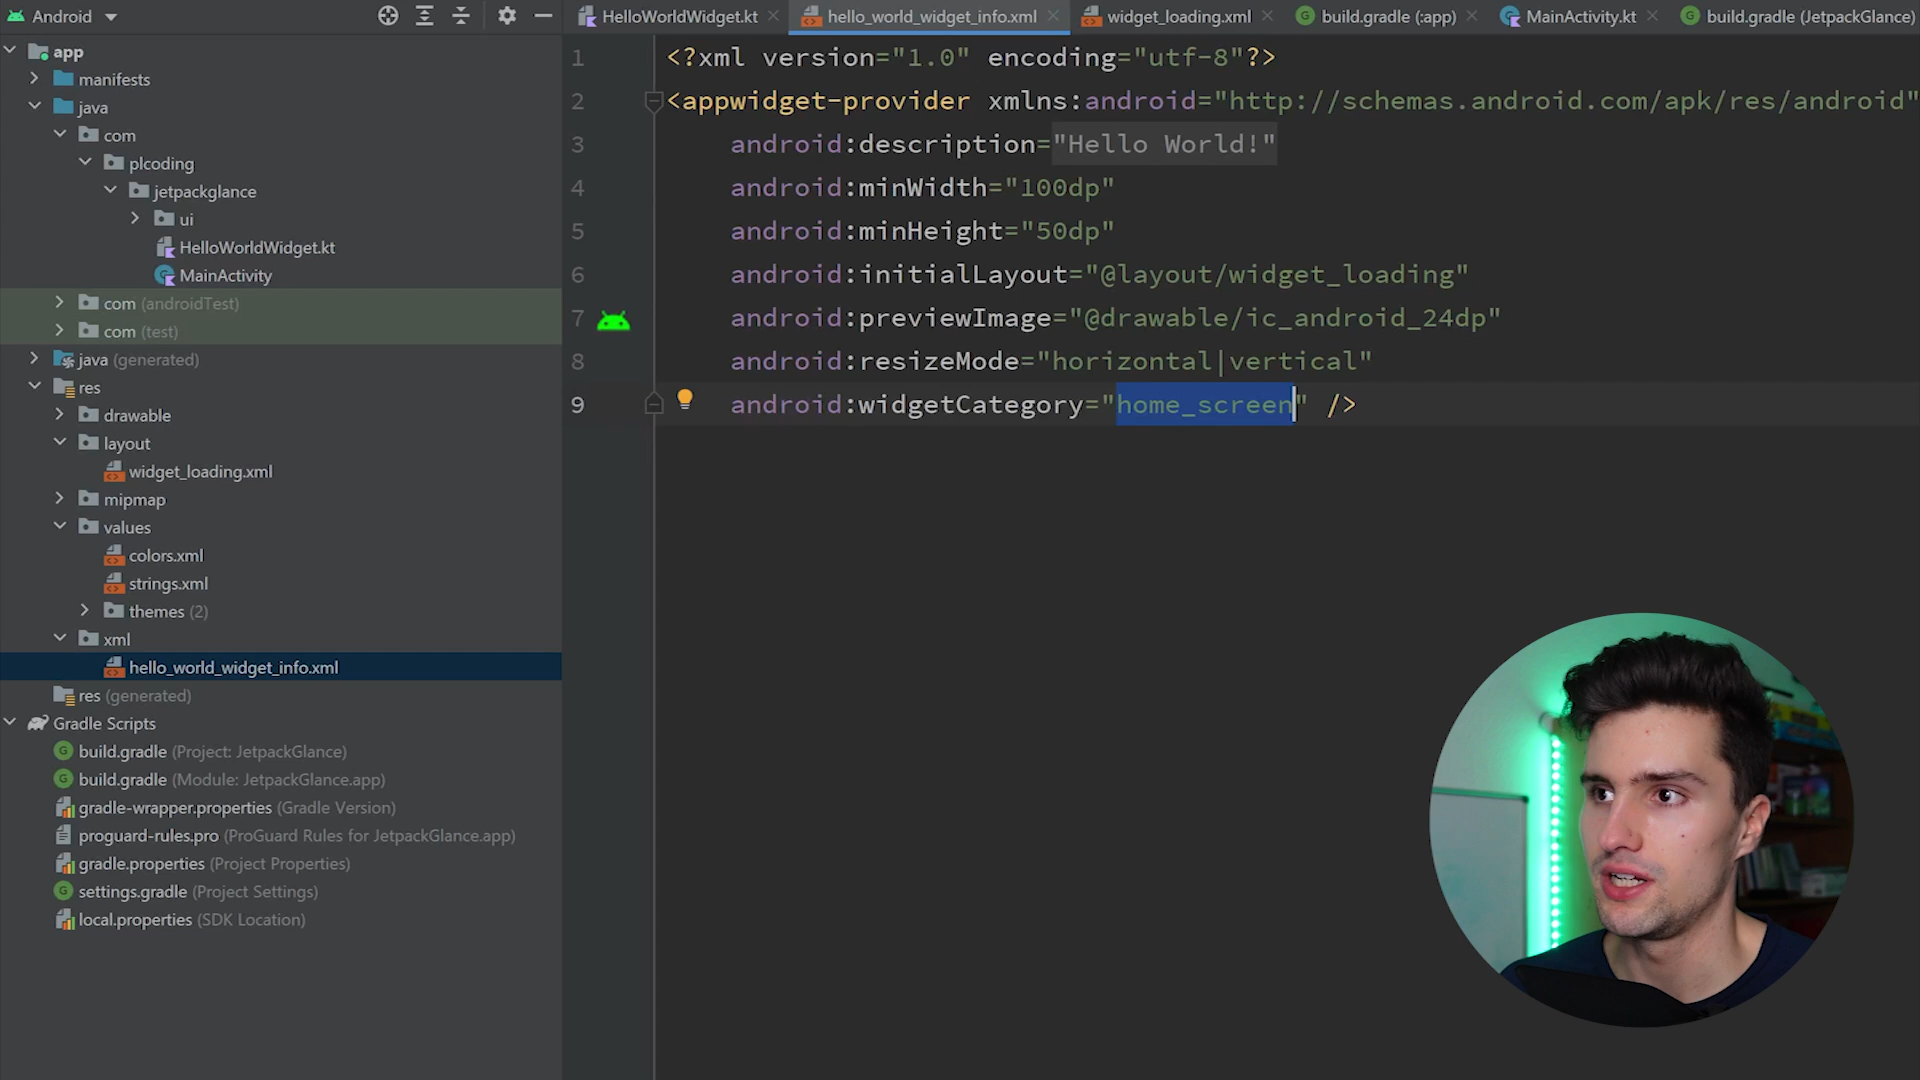 Android
HelloWorldWidget.kt
hello_world_widget_info.xml
widget_loading.xml
build.gradle (:app)
MainActivity.kt
build.gradle (JetpackGlance)
app
manifests
java
com
plcoding
jetpackglance
ui
HelloWorldWidget.kt
MainActivity
com (androidTest)
com (test)
java (generated)
res
drawable
layout
widget_loading.xml
mipmap
values
colors.xml
strings.xml
themes (2)
xml
hello_world_widget_info.xml
res (generated)
Gradle Scripts
build.gradle (Project: JetpackGlance)
build.gradle (Module: JetpackGlance.app)
gradle-wrapper.properties (Gradle Version)
proguard-rules.pro (ProGuard Rules for JetpackGlance.app)
gradle.properties (Project Properties)
settings.gradle (Project Settings)
local.properties (SDK Location)
1 <?xml version="1.0" encoding="utf-8"?>
2 <appwidget-provider xmlns:android="http://schemas.android.com/apk/res/android"
3 android:description="Hello World!"
4 android:minWidth="100dp"
5 android:minHeight="50dp"
6 android:initialLayout="@layout/widget_loading"
7 android:previewImage="@drawable/ic_android_24dp"
8 android:resizeMode="horizontal|vertical"
9 android:widgetCategory="home_screen" />